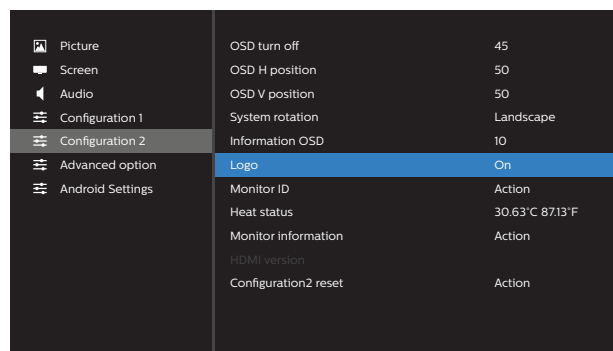 Picture
Screen
Audio
Configuration 1
Configuration 2
Advanced option
Android Settings
OSD turn off 45
OSD H position 50
OSD V position 50
System rotation Landscape
Information OSD 10
Logo On
Monitor ID Action
Heat status 30.63°C 87.13°F
Monitor information Action
HDMI version
Configuration2 reset Action